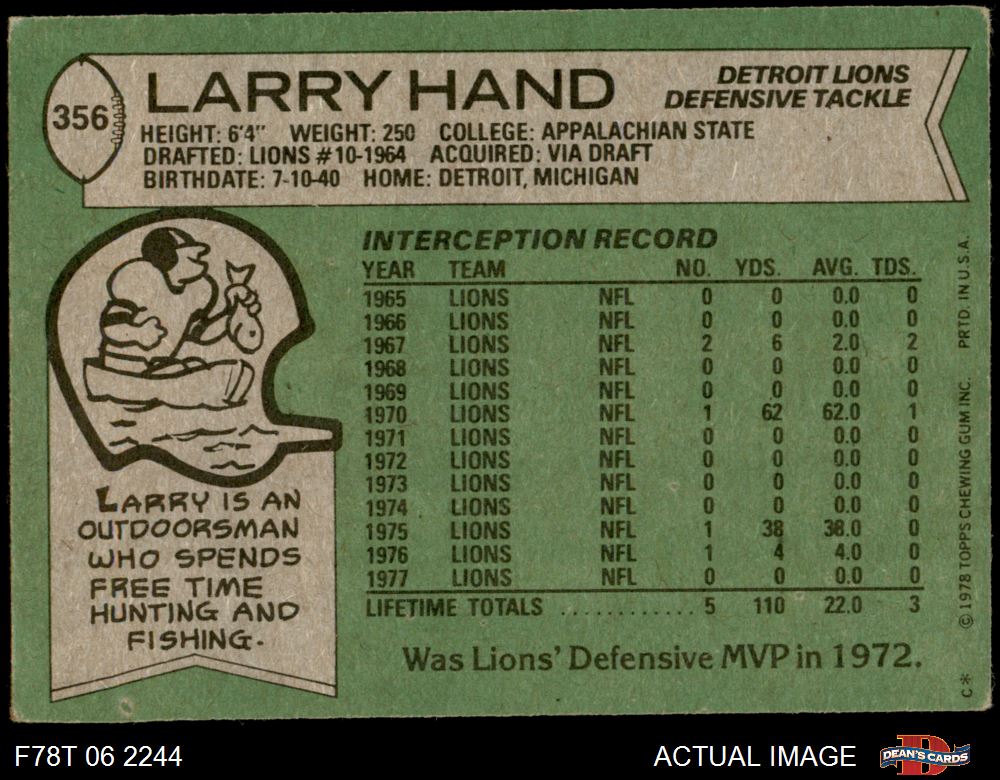 356
LARRY HAND
DETROIT LIONS
DEFENSIVE TACKLE
HEIGHT: 6'4" WEIGHT: 250 COLLEGE: APPALACHIAN STATE
DRAFTED: LIONS #10-1964 ACQUIRED: VIA DRAFT
BIRTHDATE: 7-10-40 HOME: DETROIT, MICHIGAN
LARRY IS AN
OUTDOORSMAN
WHO SPENDS
FREE TIME
HUNTING AND
FISHING.
INTERCEPTION RECORD
YEAR TEAM NO. YDS. AVG. TDS.
1965 LIONS NFL 0 0 0.0 0
1966 LIONS NFL 0 0 0.0 0
1967 LIONS NFL 2 6 2.0 2
1968 LIONS NFL 0 0 0.0 0
1969 LIONS NFL 0 0 0.0 0
1970 LIONS NFL 1 62 62.0 1
1971 LIONS NFL 0 0 0.0 0
1972 LIONS NFL 0 0 0.0 0
1973 LIONS NFL 0 0 0.0 0
1974 LIONS NFL 0 0 0.0 0
1975 LIONS NFL 1 38 38.0 0
1976 LIONS NFL 1 4 4.0 0
1977 LIONS NFL 0 0 0.0 0
LIFETIME TOTALS ............ 5 110 22.0 3
Was Lions' Defensive MVP in 1972.
C* © 1978 TOPPS CHEWING GUM INC. PRTD. IN U.S.A.
F78T 06 2244
ACTUAL IMAGE
D
DEAN'S CARDS